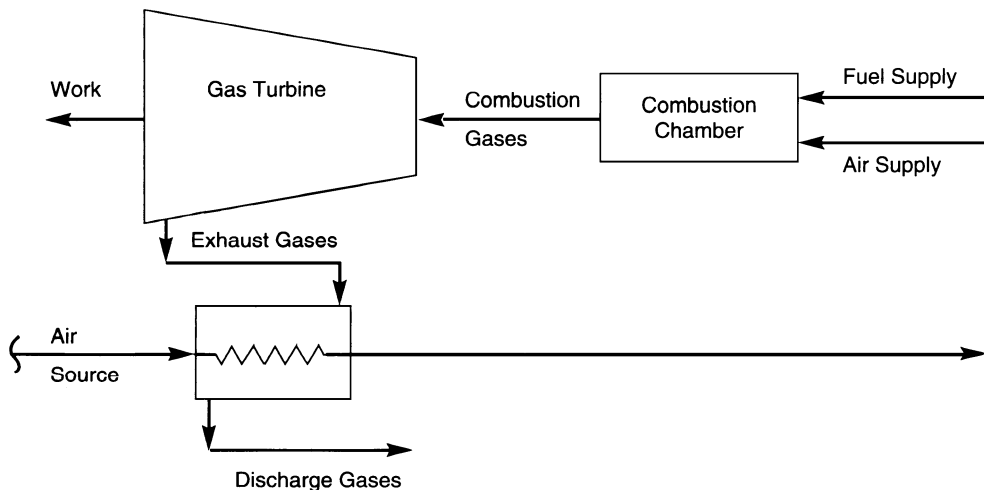 Work
Gas Turbine
Combustion
Gases
Combustion
Chamber
Fuel Supply
Air Supply
Exhaust Gases
Air
Source
Discharge Gases